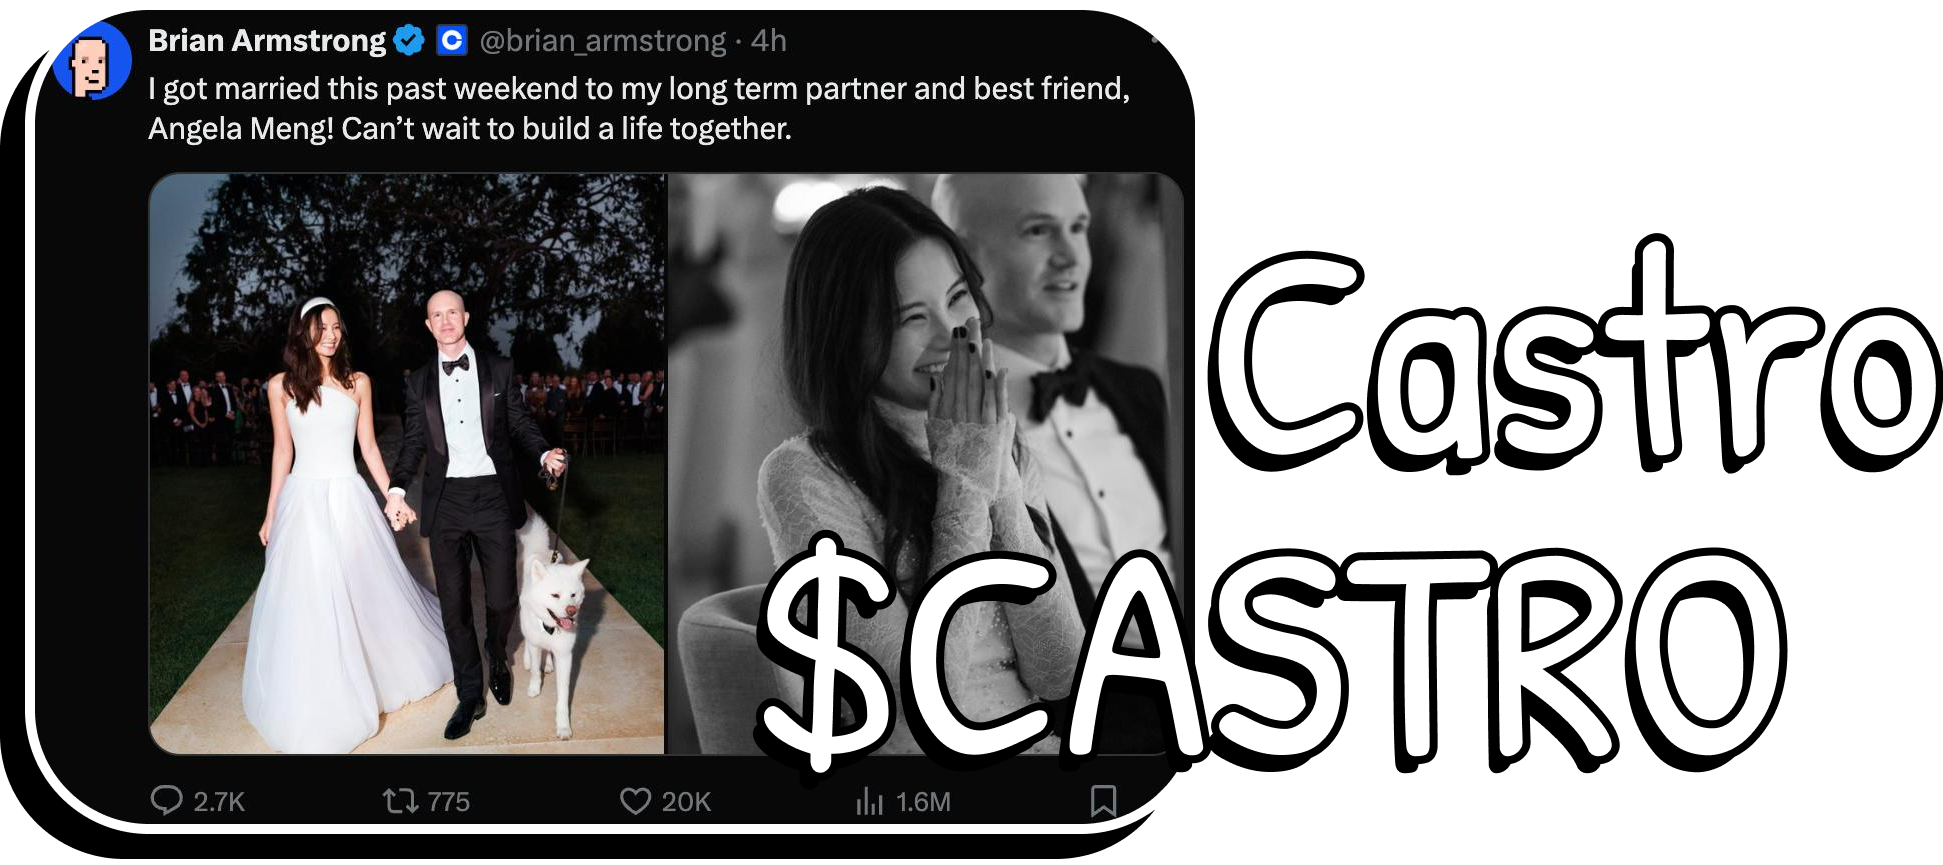 Brian Armstrong @brian_armstrong · 4h
I got married this past weekend to my long term partner and best friend,
Angela Meng! Can’t wait to build a life together.
Castro
$CASTRO
2.7K 775 20K 1.6M